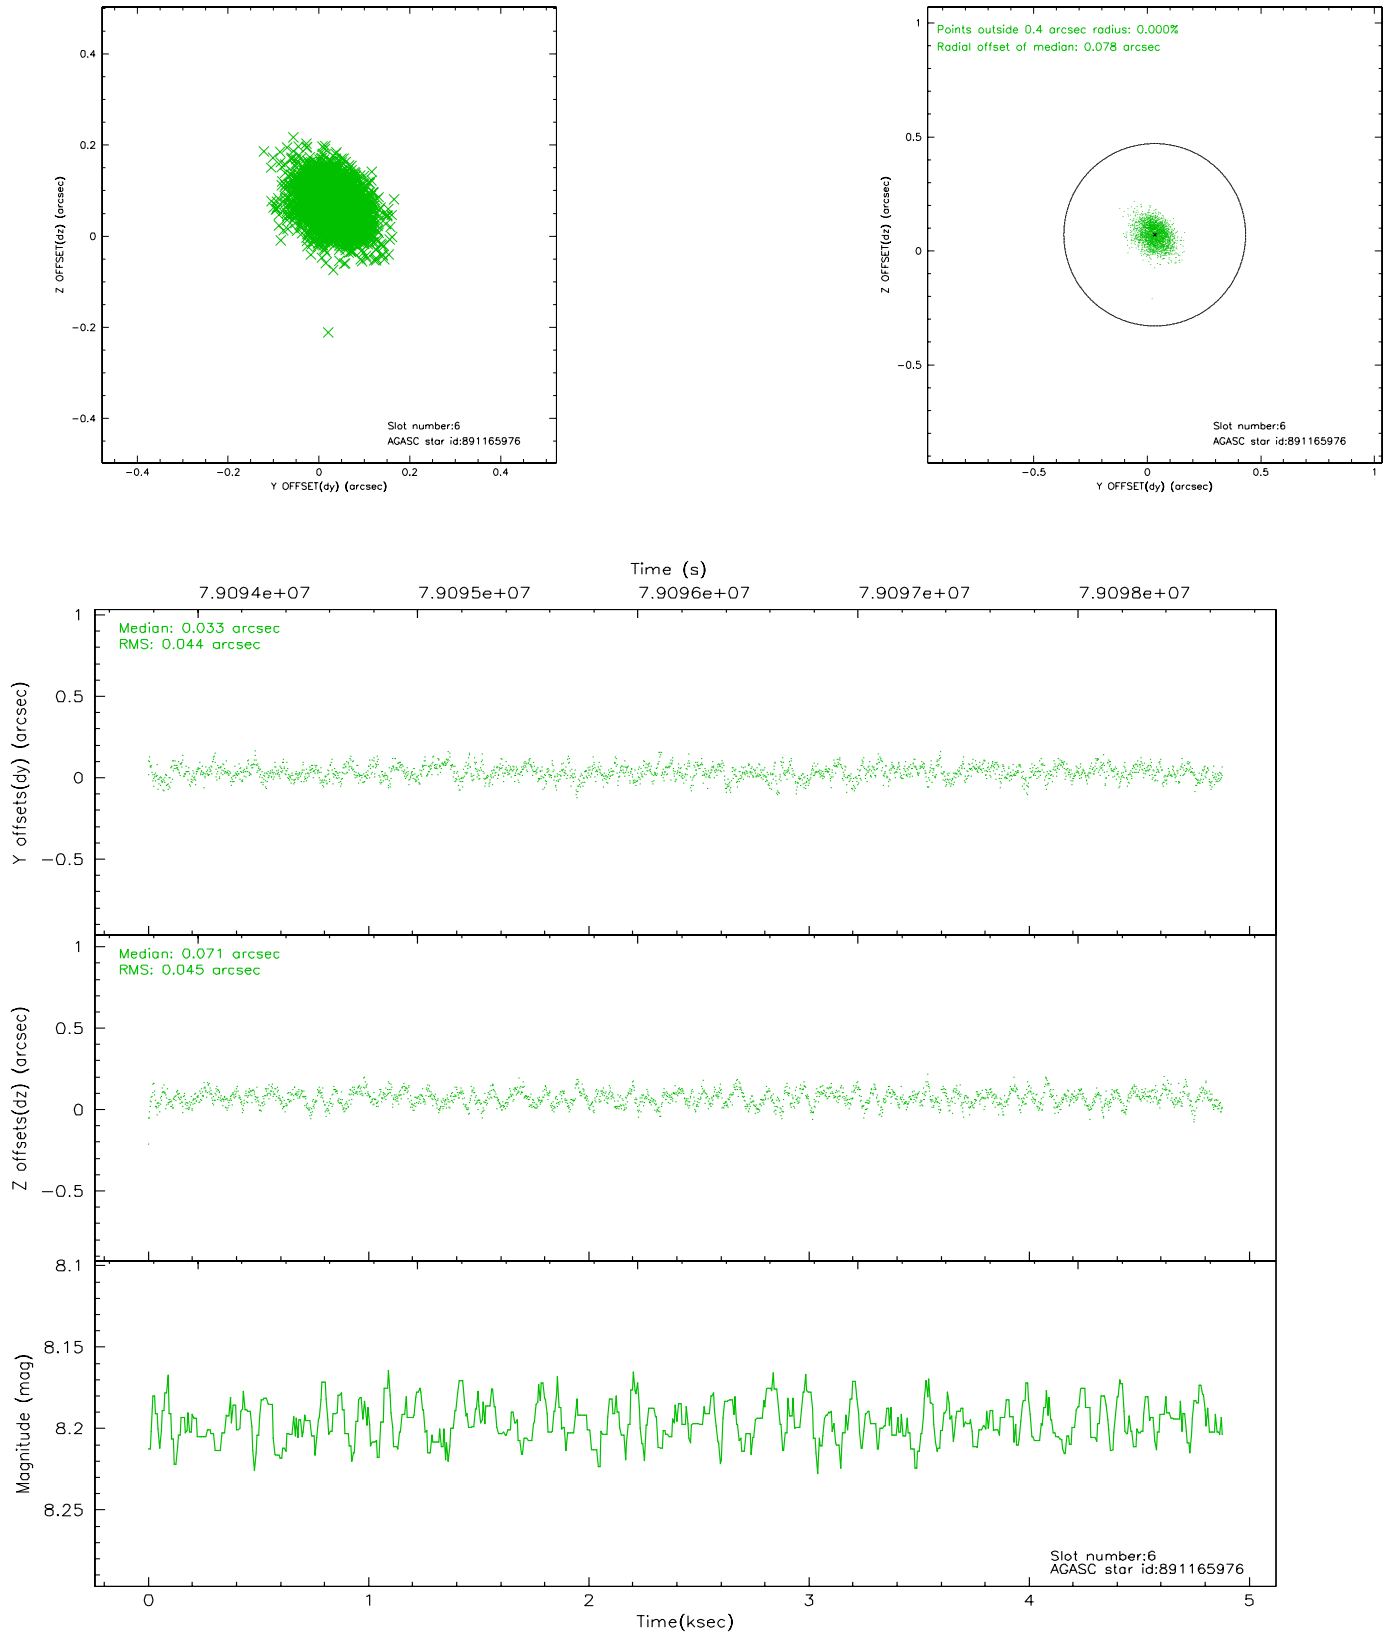 0.4
0.2
0
−0.2
−0.4
Z OFFSET(dz) (arcsec)
Slot number:6
AGASC star id:891165976
−0.4 −0.2 0 0.2 0.4
Y OFFSET(dy) (arcsec)
Points outside 0.4 arcsec radius: 0.000%
Radial offset of median: 0.078 arcsec
1
0.5
0
−0.5
Z OFFSET(dz) (arcsec)
Slot number:6
AGASC star id:891165976
−0.5 0 0.5 1
Y OFFSET(dy) (arcsec)
Time (s)
7.9094e+07 7.9095e+07 7.9096e+07 7.9097e+07 7.9098e+07
Median: 0.033 arcsec
RMS: 0.044 arcsec
1
0.5
0
−0.5
Y offsets(dy) (arcsec)
Median: 0.071 arcsec
RMS: 0.045 arcsec
1
0.5
0
−0.5
Z offsets(dz) (arcsec)
8.1
8.15
8.2
8.25
Magnitude (mag)
Slot number:6
AGASC star id:891165976
0 1 2 3 4 5
Time(ksec)